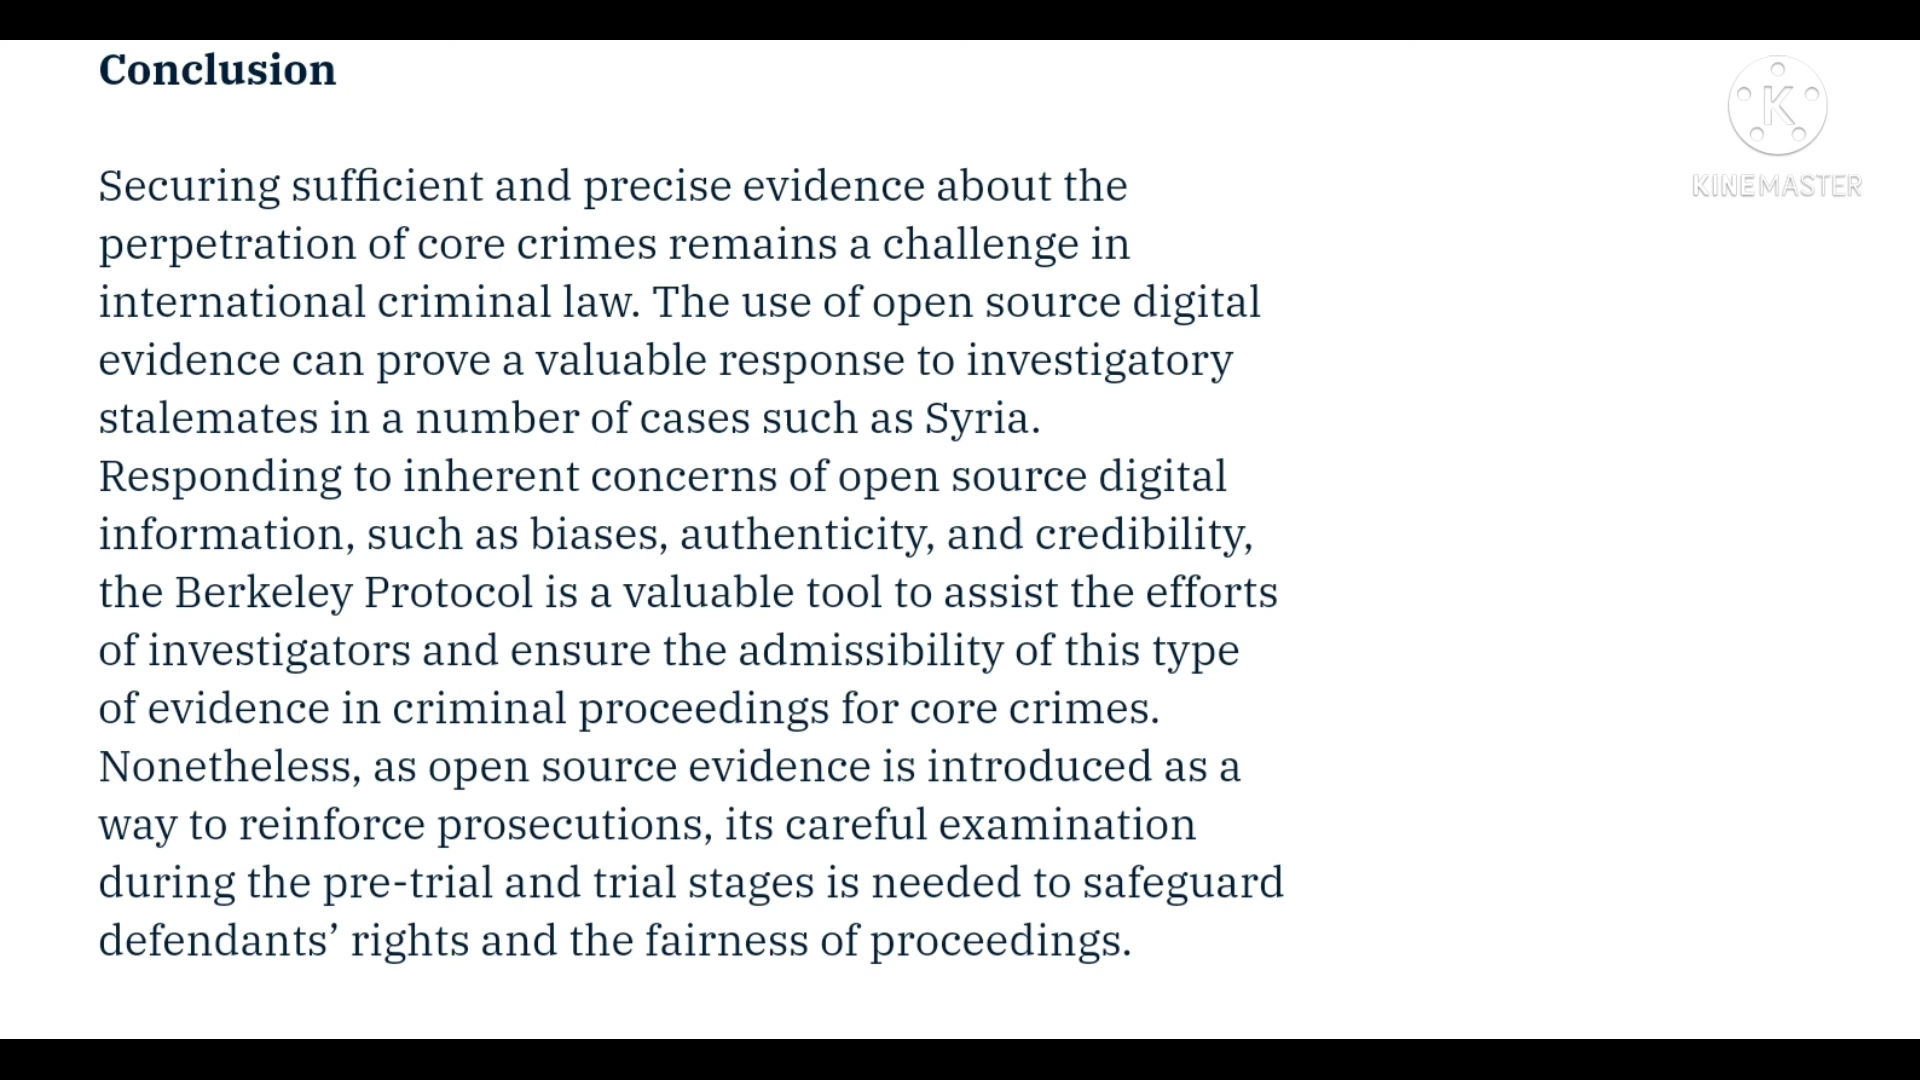 Conclusion
Securing sufficient and precise evidence about the
perpetration of core crimes remains a challenge in
international criminal law. The use of open source digital
evidence can prove a valuable response to investigatory
stalemates in a number of cases such as Syria.
Responding to inherent concerns of open source digital
information, such as biases, authenticity, and credibility,
the Berkeley Protocol is a valuable tool to assist the efforts
of investigators and ensure the admissibility of this type
of evidence in criminal proceedings for core crimes.
Nonetheless, as open source evidence is introduced as a
way to reinforce prosecutions, its careful examination
during the pre-trial and trial stages is needed to safeguard
defendants’ rights and the fairness of proceedings.
K
KINEMASTER